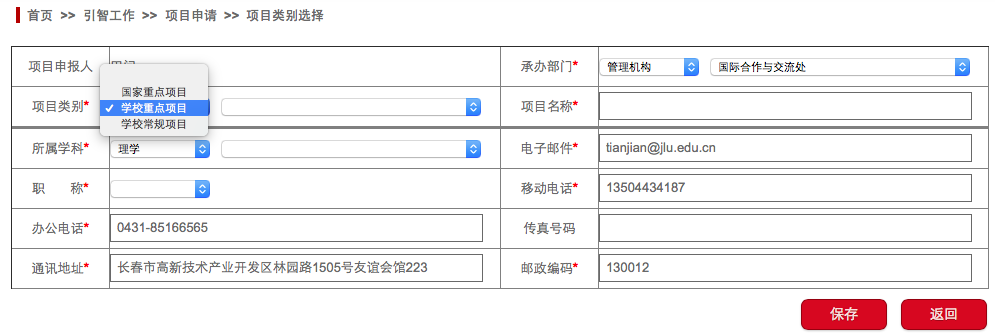 首页 >> 引智工作 >> 项目申请 >> 项目类别选择
项目申报人
承办部门* 管理机构 国际合作与交流处
项目类别*
国家重点项目
✓ 学校重点项目
学校常规项目
项目名称*
所属学科* 理学
电子邮件* tianjian@jlu.edu.cn
职 称*
移动电话* 13504434187
办公电话* 0431-85166565
传真号码
通讯地址* 长春市高新技术产业开发区林园路1505号友谊会馆223
邮政编码* 130012
保存 返回